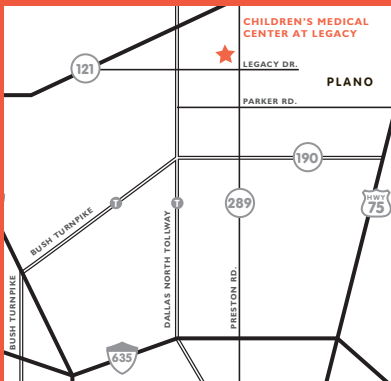 CHILDREN'S MEDICAL
CENTER AT LEGACY
121
LEGACY DR.
PLANO
PARKER RD.
190
T
T
289
HWY
75
BUSH TURNPIKE
DALLAS NORTH TOLLWAY
PRESTON RD.
BUSH TURNPIKE
635